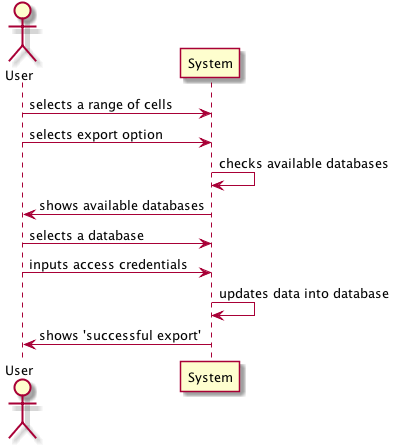 User
System
selects a range of cells
selects export option
checks available databases
shows available databases
selects a database
inputs access credentials
updates data into database
shows 'successful export'
User
System